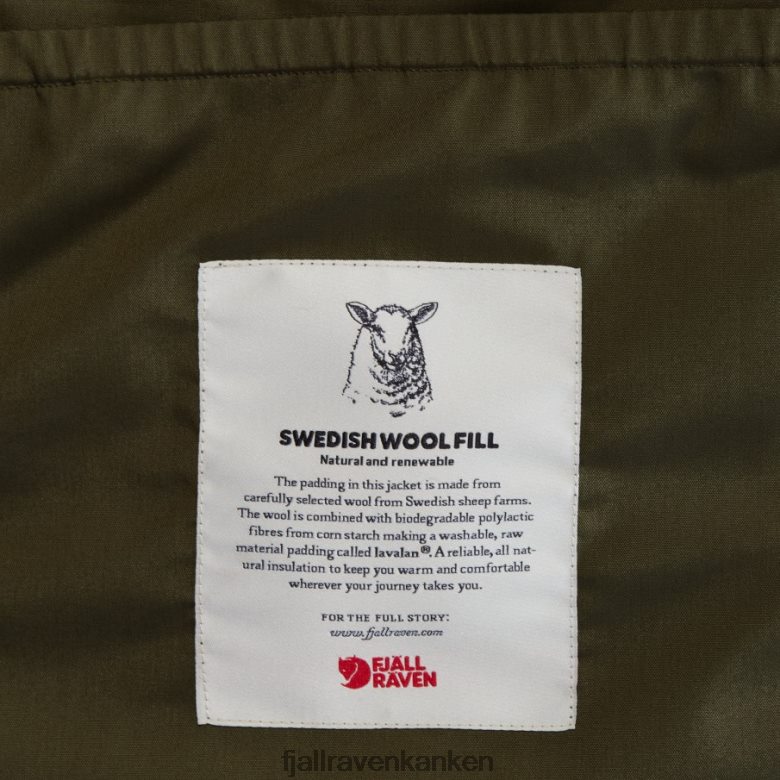 SWEDISH WOOL FILL
Natural and renewable
The padding in this jacket is made from
carefully selected wool from Swedish sheep farms.
The wool is combined with biodegradable polylactic
fibres from corn starch making a washable, raw
material padding called lavalan®. A reliable, all nat-
ural insulation to keep you warm and comfortable
wherever your journey takes you.
FOR THE FULL STORY:
www.fjallraven.com
FJÄLL
RÄVEN
fjallravenkanken